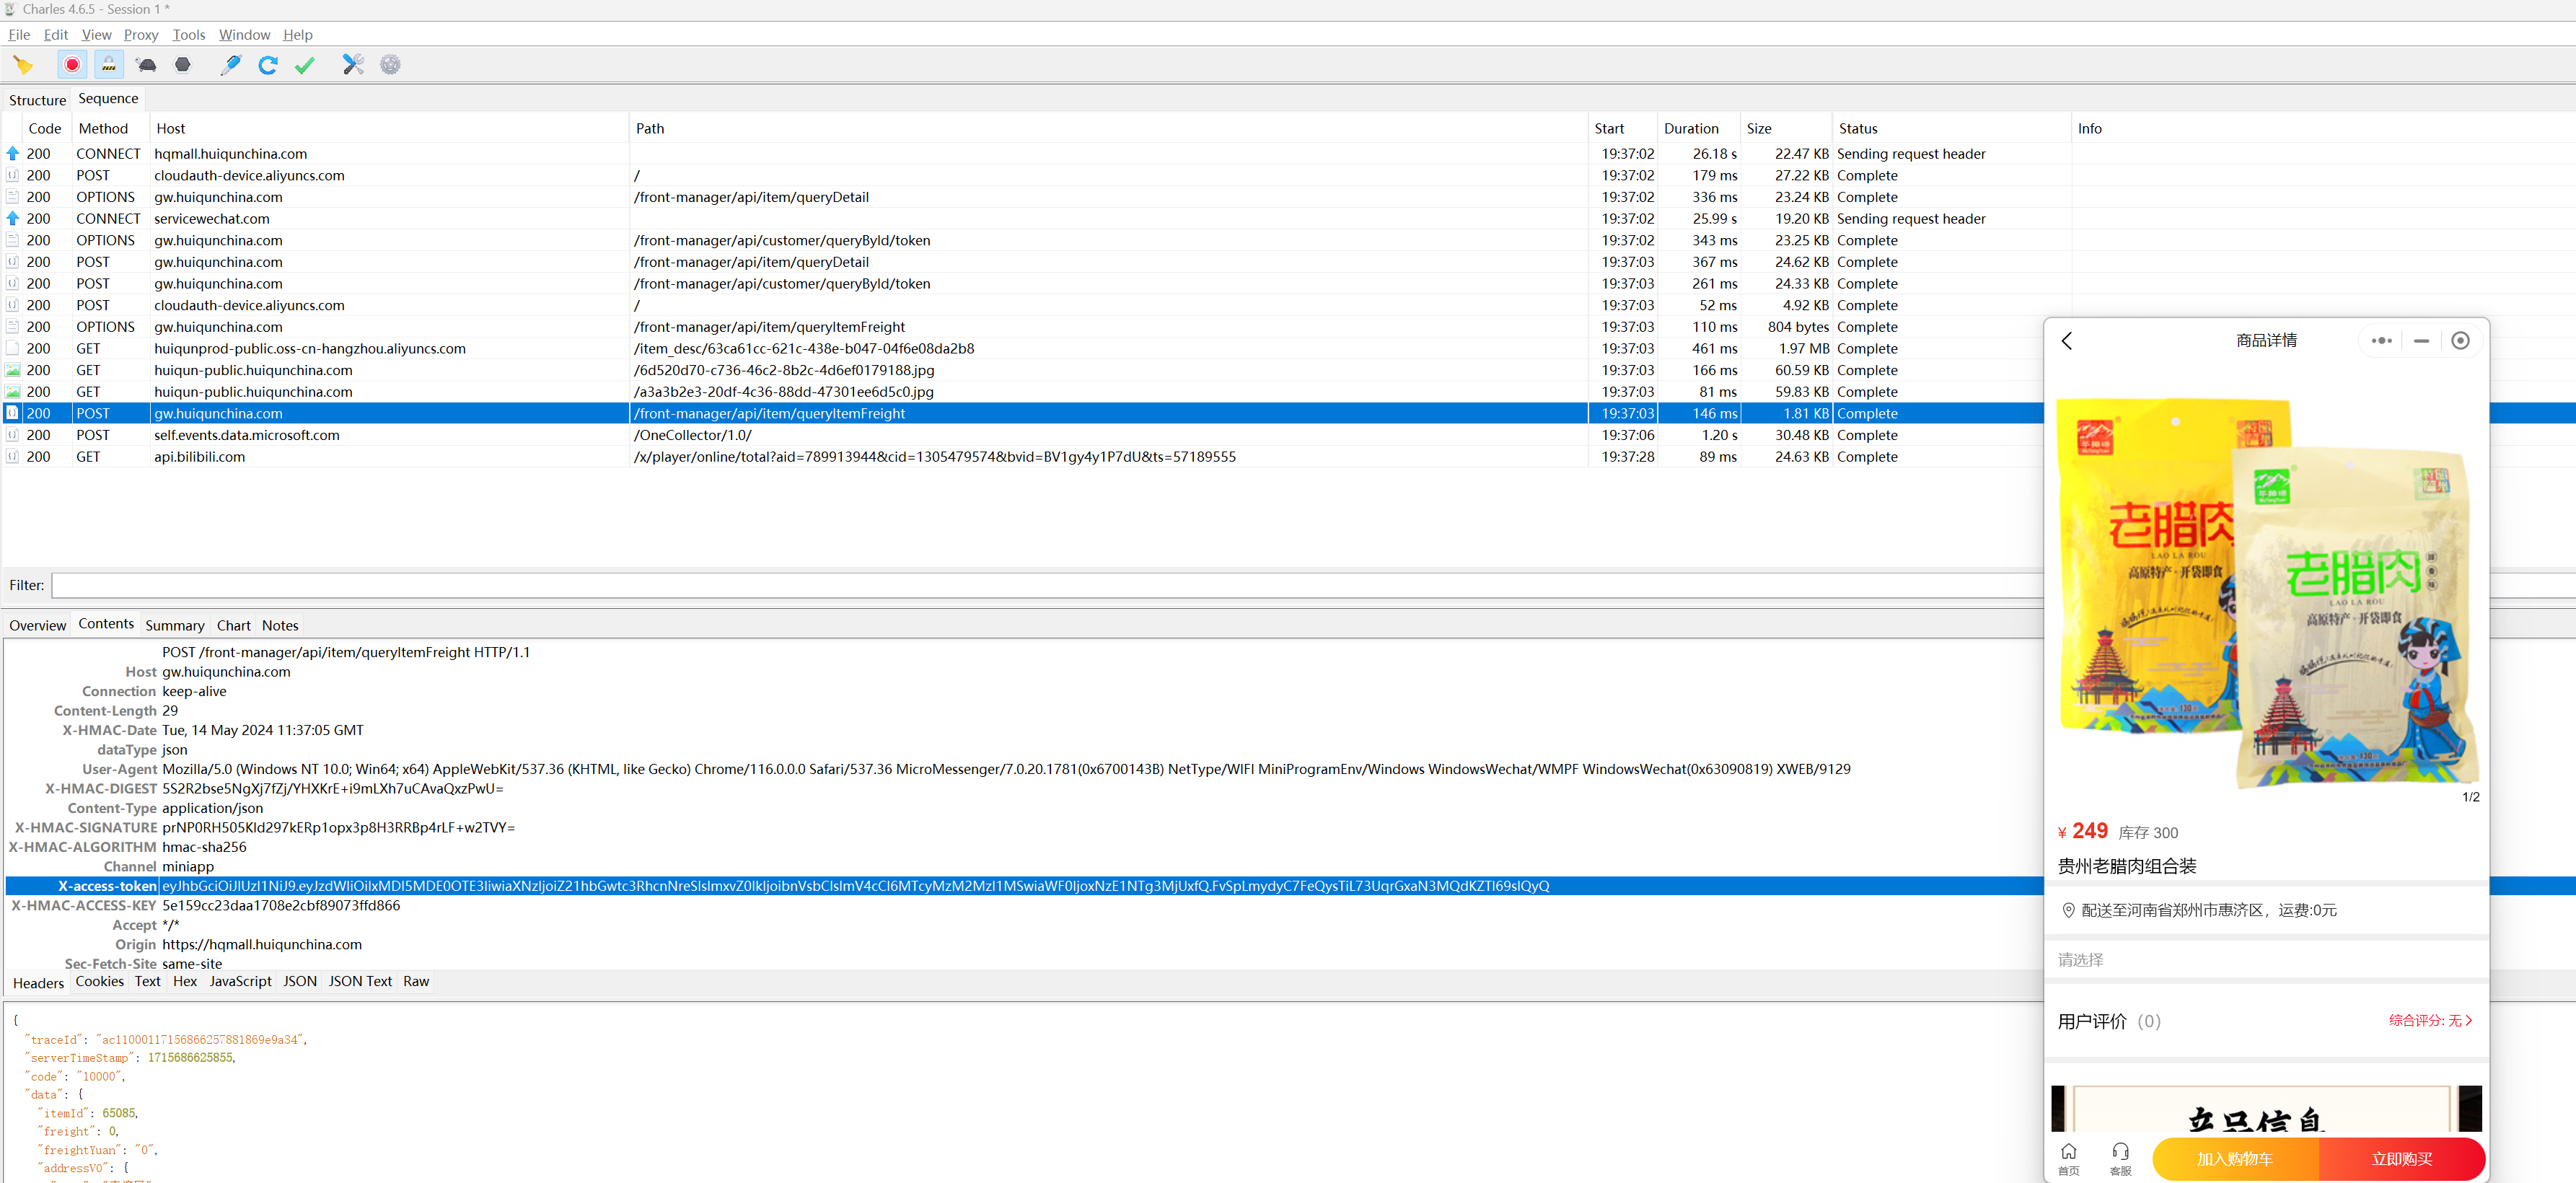 Charles 4.6.5 - Session 1 *
File Edit View Proxy Tools Window Help
Structure Sequence
Code Method Host Path Start Duration Size Status Info
200 CONNECT hqmall.huiqunchina.com 19:37:02 26.18 s 22.47 KB Sending request header
200 POST cloudauth-device.aliyuncs.com / 19:37:02 179 ms 27.22 KB Complete
200 OPTIONS gw.huiqunchina.com /front-manager/api/item/queryDetail 19:37:02 336 ms 23.24 KB Complete
200 CONNECT servicewechat.com 19:37:02 25.99 s 19.20 KB Sending request header
200 OPTIONS gw.huiqunchina.com /front-manager/api/customer/queryById/token 19:37:02 343 ms 23.25 KB Complete
200 POST gw.huiqunchina.com /front-manager/api/item/queryDetail 19:37:03 367 ms 24.62 KB Complete
200 POST gw.huiqunchina.com /front-manager/api/customer/queryById/token 19:37:03 261 ms 24.33 KB Complete
200 POST cloudauth-device.aliyuncs.com / 19:37:03 52 ms 4.92 KB Complete
200 OPTIONS gw.huiqunchina.com /front-manager/api/item/queryItemFreight 19:37:03 110 ms 804 bytes Complete
200 GET huiqunprod-public.oss-cn-hangzhou.aliyuncs.com /item_desc/63ca61cc-621c-438e-b047-04f6e08da2b8 19:37:03 461 ms 1.97 MB Complete
200 GET huiqun-public.huiqunchina.com /6d520d70-c736-46c2-8b2c-4d6ef0179188.jpg 19:37:03 166 ms 60.59 KB Complete
200 GET huiqun-public.huiqunchina.com /a3a3b2e3-20df-4c36-88dd-47301ee6d5c0.jpg 19:37:03 81 ms 59.83 KB Complete
200 POST gw.huiqunchina.com /front-manager/api/item/queryItemFreight 19:37:03 146 ms 1.81 KB Complete
200 POST self.events.data.microsoft.com /OneCollector/1.0/ 19:37:06 1.20 s 30.48 KB Complete
200 GET api.bilibili.com /x/player/online/total?aid=789913944&cid=1305479574&bvid=BV1gy4y1P7dU&ts=57189555 19:37:28 89 ms 24.63 KB Complete
Filter:
Overview Contents Summary Chart Notes
POST /front-manager/api/item/queryItemFreight HTTP/1.1
Host gw.huiqunchina.com
Connection keep-alive
Content-Length 29
X-HMAC-Date Tue, 14 May 2024 11:37:05 GMT
dataType json
User-Agent Mozilla/5.0 (Windows NT 10.0; Win64; x64) AppleWebKit/537.36 (KHTML, like Gecko) Chrome/116.0.0.0 Safari/537.36 MicroMessenger/7.0.20.1781(0x6700143B) NetType/WIFI MiniProgramEnv/Windows WindowsWechat/WMPF WindowsWechat(0x63090819) XWEB/9129
X-HMAC-DIGEST 5S2R2bse5NgXj7fZj/YHXKrE+i9mLXh7uCAvaQxzPwU=
Content-Type application/json
X-HMAC-SIGNATURE prNP0RH505KId297kERp1opx3p8H3RRBp4rLF+w2TVY=
X-HMAC-ALGORITHM hmac-sha256
Channel miniapp
X-access-token eyJhbGciOiJIUzI1NiJ9.eyJzdWIiOiIxMDI5MDE0OTE3IiwiaXNzIjoiZ21hbGwtc3RhcnNreSIsImxvZ0lkIjoibnVsbCIsImV4cCI6MTcyMzM2MzI1MSwiaWF0IjoxNzE1NTg3MjUxfQ.FvSpLmydyC7FeQysTiL73UqrGxaN3MQdKZTI69sIQyQ
X-HMAC-ACCESS-KEY 5e159cc23daa1708e2cbf89073ffd866
Accept */*
Origin https://hqmall.huiqunchina.com
Sec-Fetch-Site same-site
Headers Cookies Text Hex JavaScript JSON JSON Text Raw
{
"traceId": "ac11000117156866257881869e9a34",
"serverTimeStamp": 1715686625855,
"code": "10000",
"data": {
"itemId": 65085,
"freight": 0,
"freightYuan": "0",
"addressVO": {
商品详情
老腊肉
LAO LA ROU
高原特产·开袋即食
老腊肉
LAO LA ROU
高原特产·开袋即食
1/2
¥ 249 库存 300
贵州老腊肉组合装
配送至河南省郑州市惠济区，运费:0元
请选择
用户评价 (0) 综合评分: 无
产品信息
首页 客服 加入购物车 立即购买